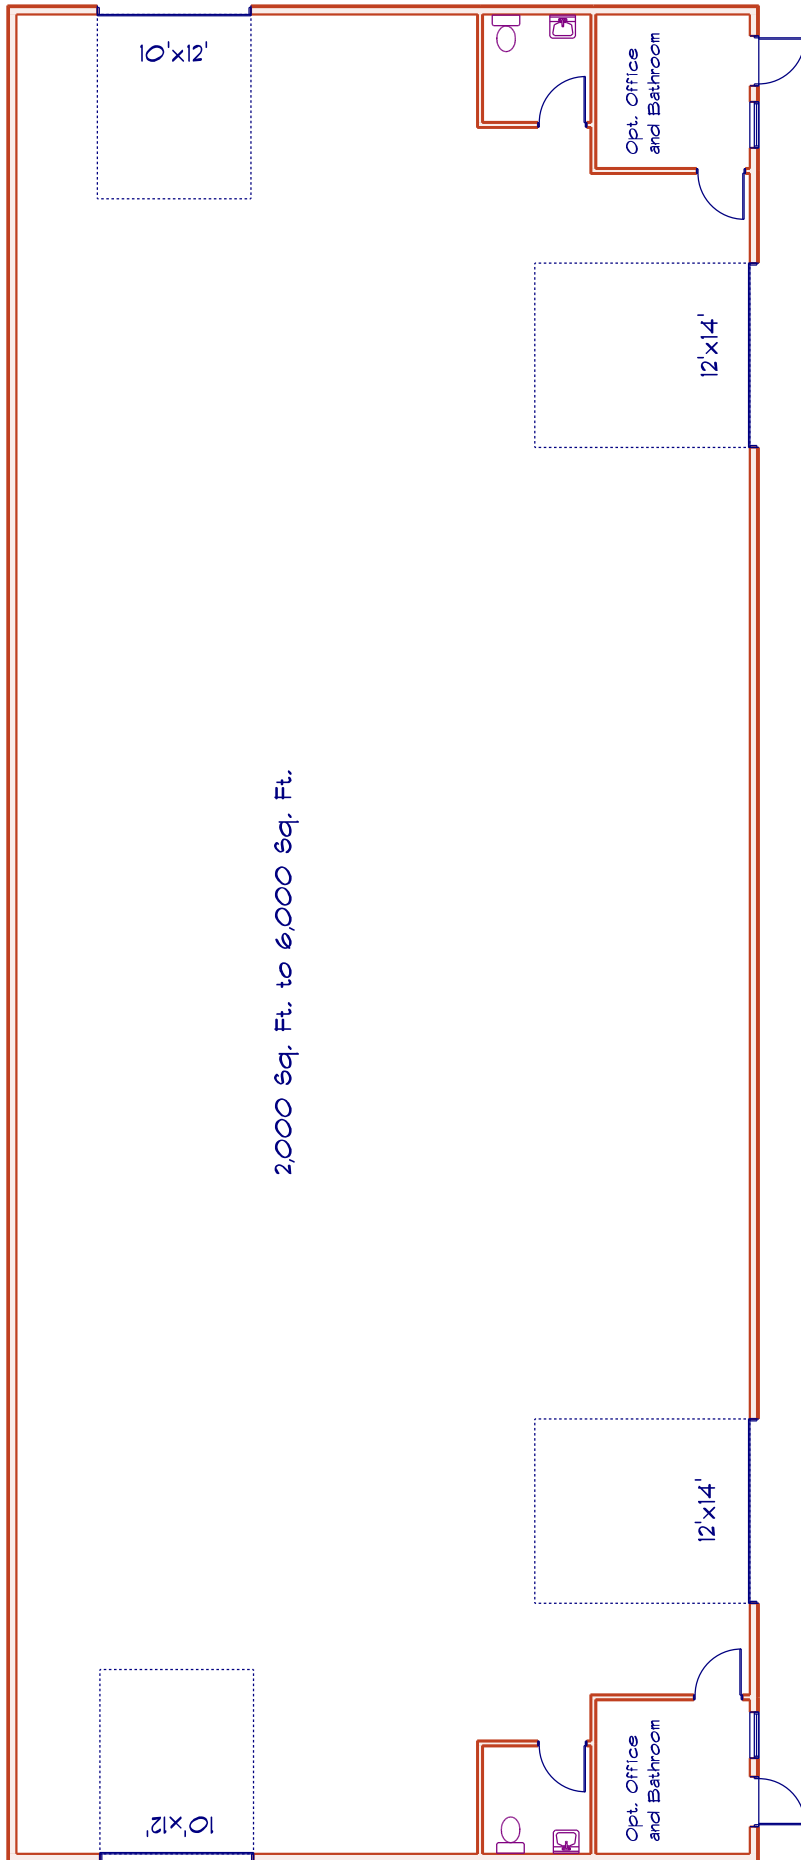 10'x12'
Opt. Office
and Bathroom
12'x14'
2,000 Sq. Ft. to 6,000 Sq. Ft.
12'x14'
Opt. Office
and Bathroom
10'x12'